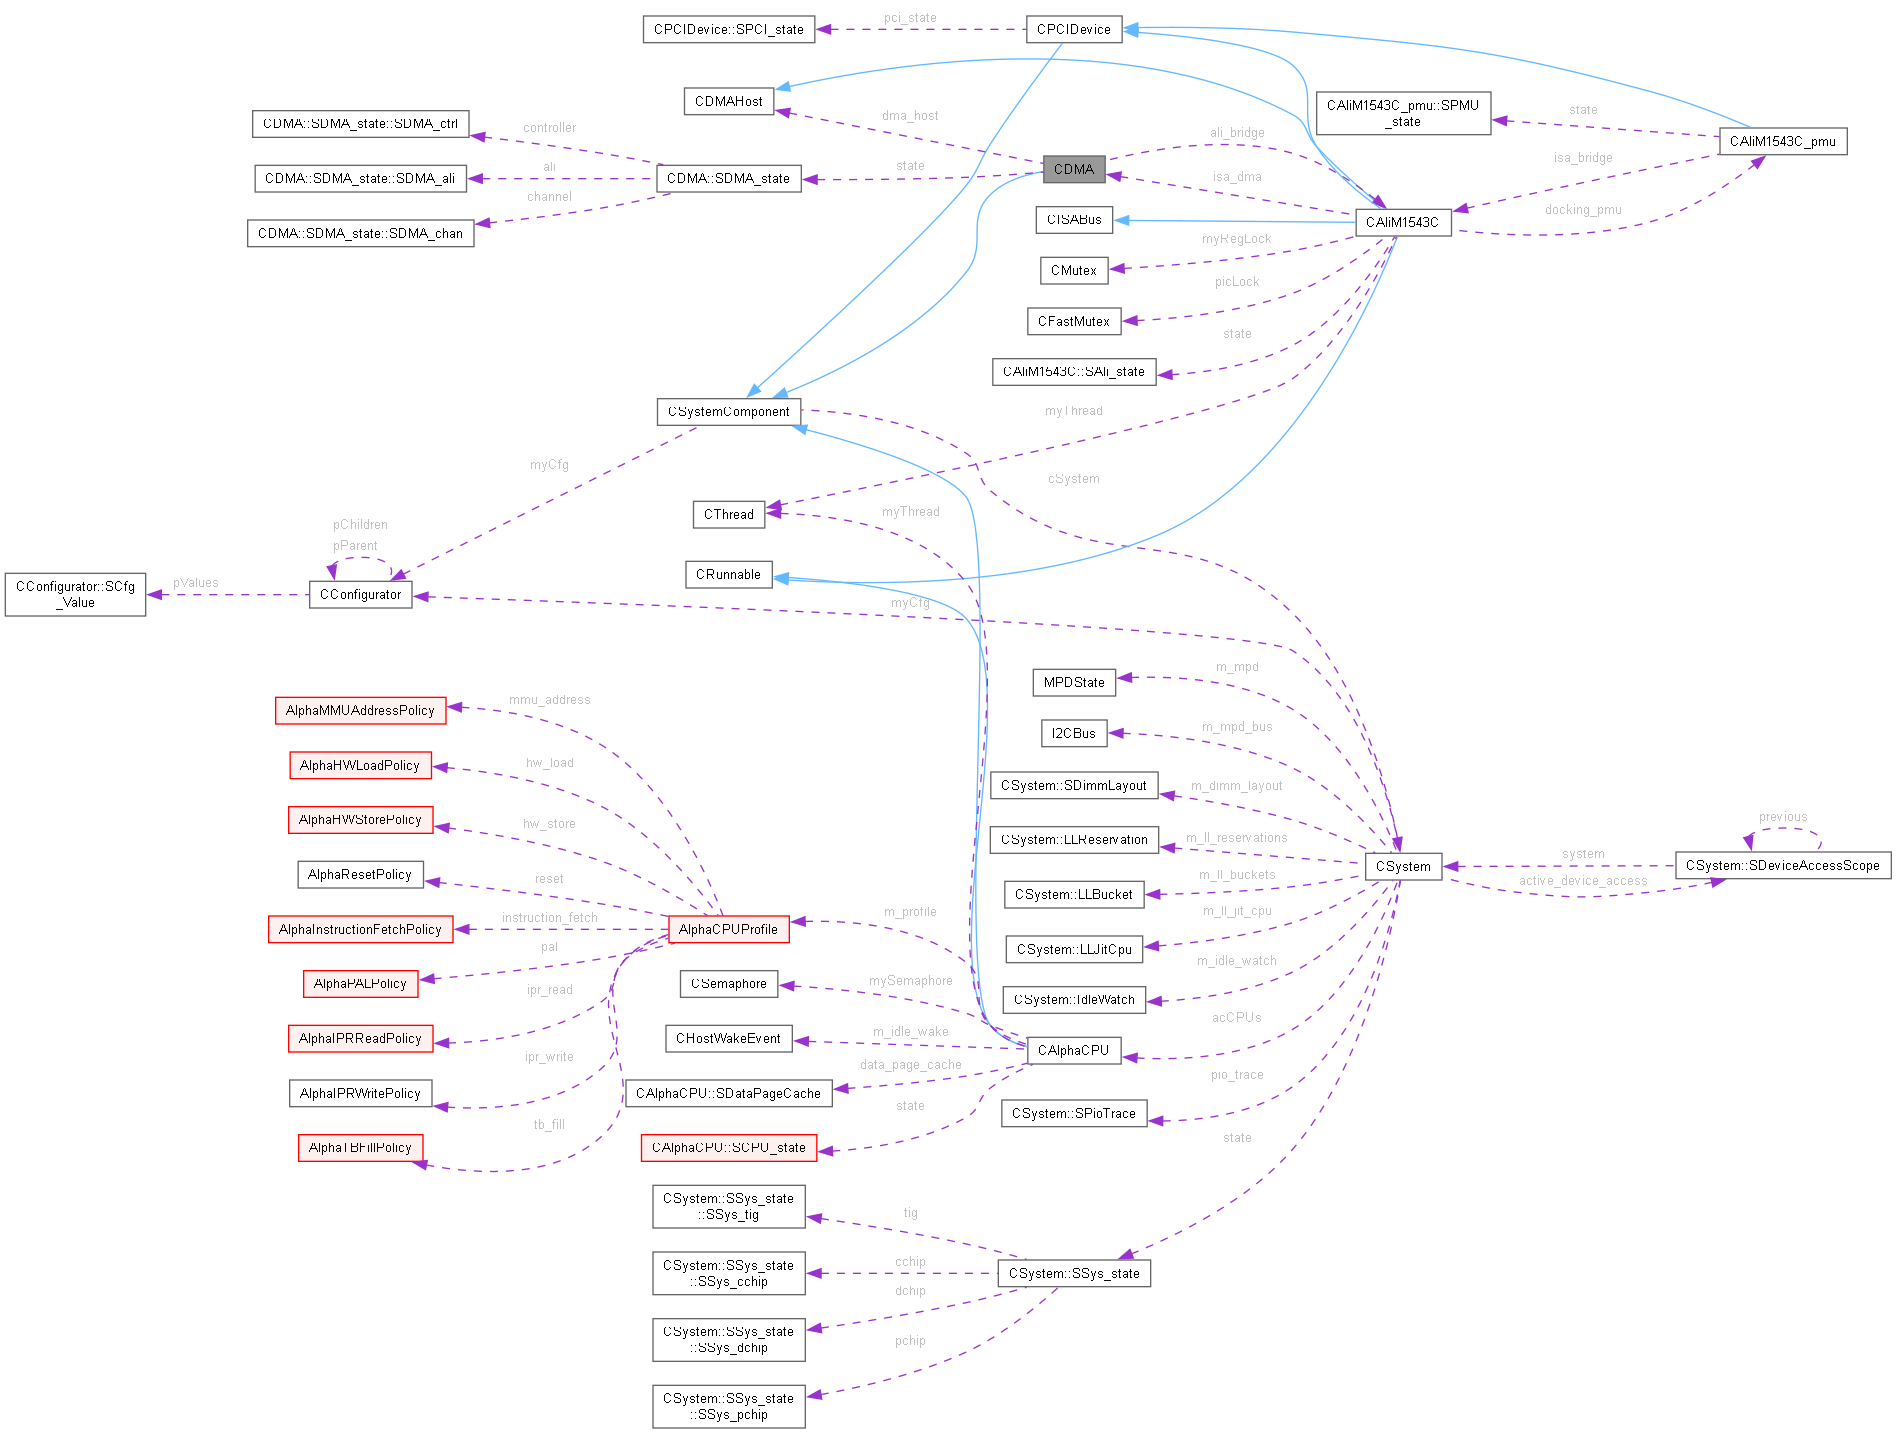 pci_state
CPCIDevice::SPCI_state
CPCIDevice
CDMAHost
dma_host
CAliM1543C_pmu::SPMU
_state
state
CAliM1543C_pmu
CDMA::SDMA_state::SDMA_ctrl
controller
ali_bridge
isa_bridge
CDMA::SDMA_state::SDMA_ali
ali
CDMA::SDMA_state
state
CDMA
isa_dma
channel
CDMA::SDMA_state::SDMA_chan
CISABus
CAliM1543C
docking_pmu
myRegLock
CMutex
picLock
CFastMutex
state
CAliM1543C::SAli_state
CSystemComponent
myThread
myCfg
cSystem
CThread
myThread
pChildren
pParent
CRunnable
CConfigurator::SCfg
_Value
pValues
CConfigurator
myCfg
m_mpd
MPDState
mmu_address
AlphaMMUAddressPolicy
m_mpd_bus
I2CBus
hw_load
AlphaHWLoadPolicy
m_dimm_layout
CSystem::SDimmLayout
hw_store
AlphaHWStorePolicy
previous
m_ll_reservations
CSystem::LLReservation
reset
AlphaResetPolicy
CSystem
system
CSystem::SDeviceAccessScope
m_ll_buckets
active_device_access
CSystem::LLBucket
instruction_fetch
AlphaInstructionFetchPolicy
AlphaCPUProfile
m_profile
m_ll_jit_cpu
CSystem::LLJitCpu
pal
AlphaPALPolicy
CSemaphore
mySemaphore
m_idle_watch
CSystem::IdleWatch
ipr_read
AlphaIPRReadPolicy
CHostWakeEvent
m_idle_wake
acCPUs
CAlphaCPU
ipr_write
data_page_cache
AlphaIPRWritePolicy
CAlphaCPU::SDataPageCache
pio_trace
CSystem::SPioTrace
tb_fill
state
AlphaTBFillPolicy
CAlphaCPU::SCPU_state
state
CSystem::SSys_state
::SSys_tig
tig
CSystem::SSys_state
::SSys_cchip
cchip
CSystem::SSys_state
dchip
CSystem::SSys_state
::SSys_dchip
pchip
CSystem::SSys_state
::SSys_pchip